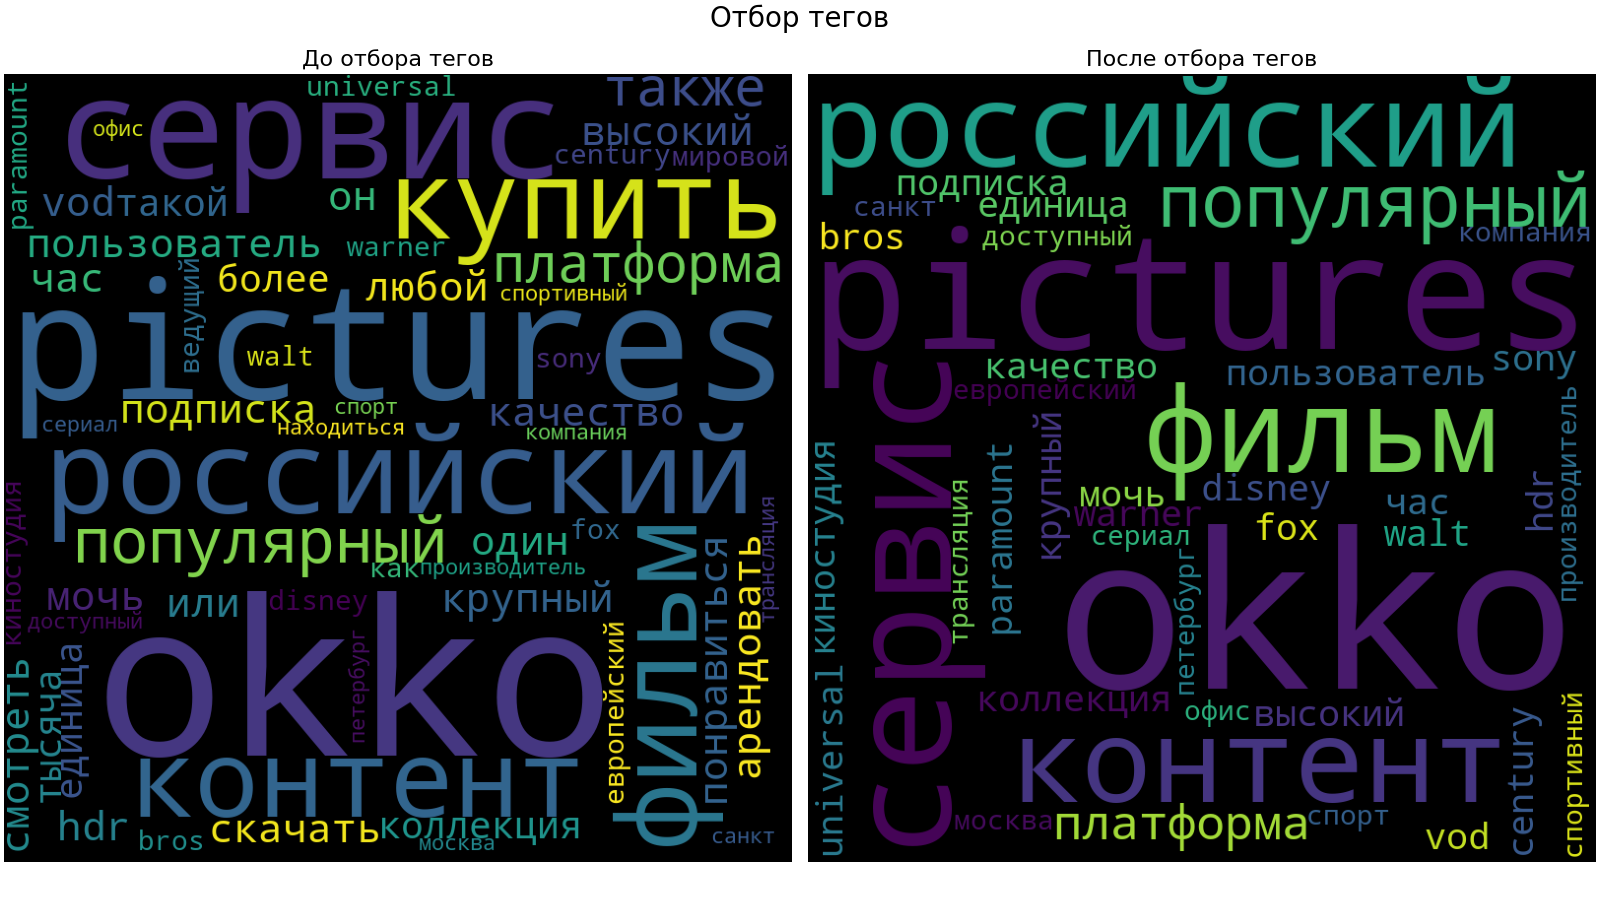 Отбор тегов
До отбора тегов
universal
также
paramount
сервис
офис
высокий
century
мировой
vod
такой
он
купить
пользователь
warner
платформа
час
более
любой
спортивный
ведущий
pictures
walt
sony
подписка
спорт
качество
сериал
находиться
компания
российский
киностудия
популярный
один
fox
трансляция
как
производитель
фильм
понравиться
арендовать
мочь
или
disney
крупный
доступный
okko
петербург
европейский
смотреть
тысяча
единица
контент
hdr
bros
скачать
коллекция
москва
санкт
После отбора тегов
российский
подписка
популярный
санкт
единица
bros
доступный
компания
pictures
качество
sony
пользователь
европейский
сервис
фильм
производитель
крупный
киностудия
paramount
трансляция
мочь
disney
час
hdr
warner
fox
walt
сериал
okko
петербург
universal
коллекция
офис
высокий
контент
century
спортивный
москва
платформа
спорт
vod